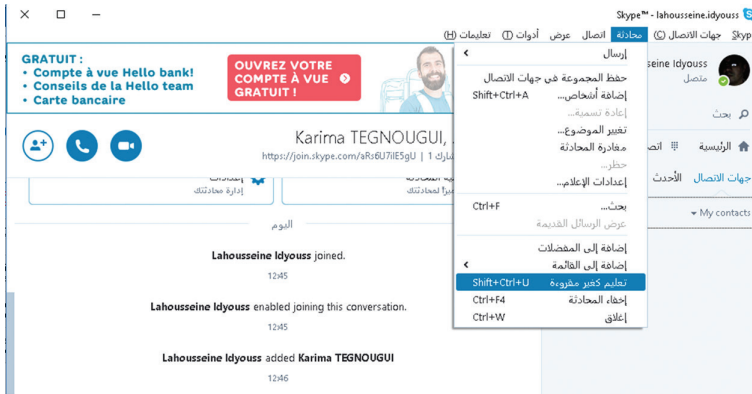 Skype™ - lahousseine.idyouss
Skyp جهات الاتصال (C) محادثة اتصال عرض أدوات (T) تعليمات (H)
GRATUIT :
• Compte à vue Hello bank!
• Conseils de la Hello team
• Carte bancaire
OUVREZ VOTRE
COMPTE À VUE
GRATUIT !
seine Idyouss
متصل
بحث
الرئيسية
جهات الاتصال الأحدث
My contacts
Karima TEGNOUGUI,
https://join.skype.com/aRs6U7iIE5gU | 1
إدارة محادثتك
اليوم
Lahousseine Idyouss joined.
12:45
Lahousseine Idyouss enabled joining this conversation.
12:45
Lahousseine Idyouss added Karima TEGNOUGUI
12:46
إرسال
حفظ المجموعة في جهات الاتصال
إضافة أشخاص... Shift+Ctrl+A
إعادة تسمية...
تغيير الموضوع...
مغادرة المحادثة
حظر...
إعدادات الإعلام...
بحث... Ctrl+F
عرض الرسائل القديمة
إضافة إلى المفضلات
إضافة إلى القائمة
تعليم كغير مقروءة Shift+Ctrl+U
إخفاء المحادثة Ctrl+F4
إغلاق Ctrl+W